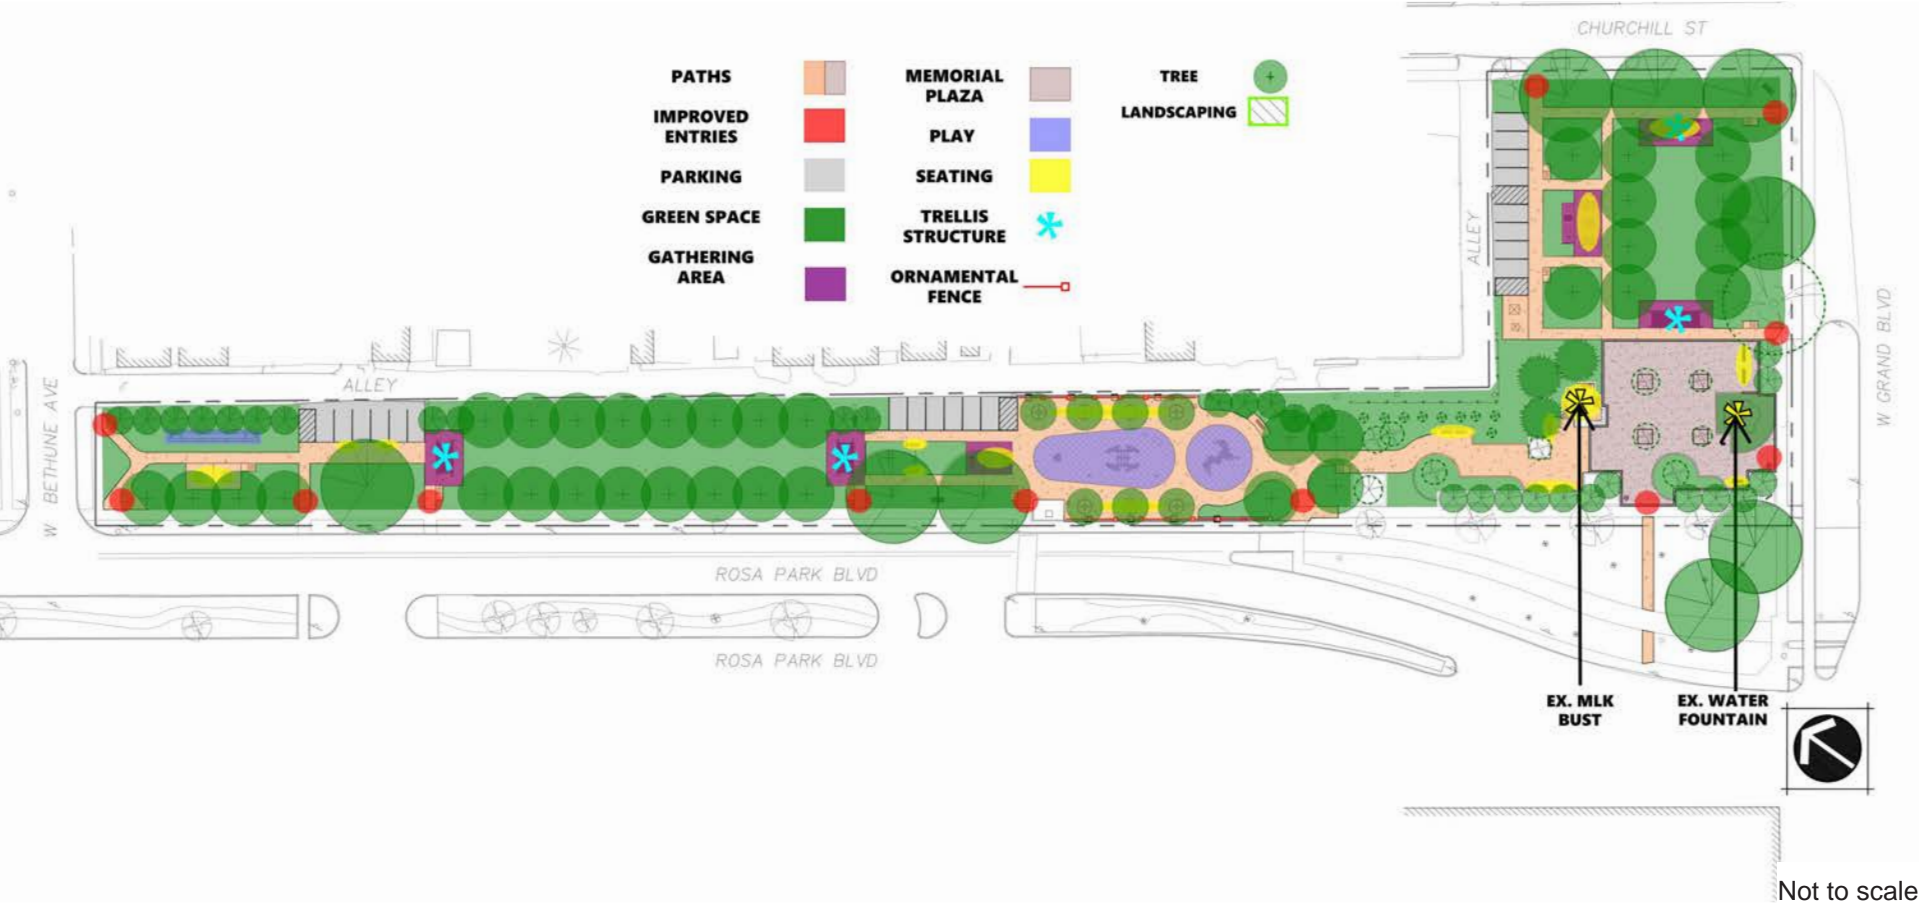 CHURCHILL ST
PATHS
IMPROVED
ENTRIES
PARKING
GREEN SPACE
GATHERING
AREA
MEMORIAL
PLAZA
PLAY
SEATING
TRELLIS
STRUCTURE
ORNAMENTAL
FENCE
TREE
LANDSCAPING
ALLEY
W GRAND BLVD
ALLEY
W BETHUNE AVE
ROSA PARK BLVD
ROSA PARK BLVD
EX. MLK
BUST
EX. WATER
FOUNTAIN
Not to scale